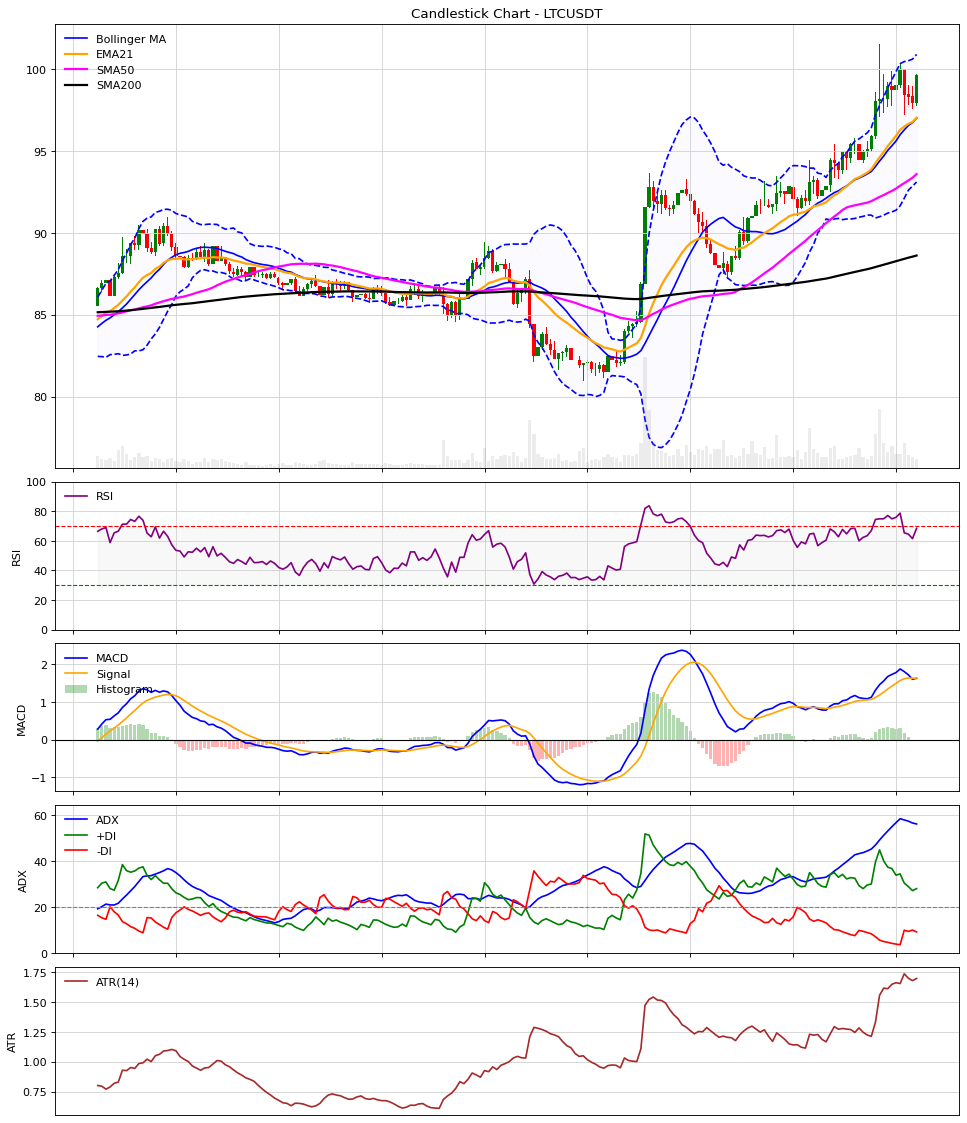 Candlestick Chart - LTCUSDT
Bollinger MA
EMA21
SMA50
SMA200
100
95
90
85
80
RSI
100
80
60
40
20
0
RSI
MACD
Signal
Histogram
2
1
0
−1
MACD
ADX
+DI
-DI
60
40
20
0
ADX
ATR(14)
1.75
1.50
1.25
1.00
0.75
ATR